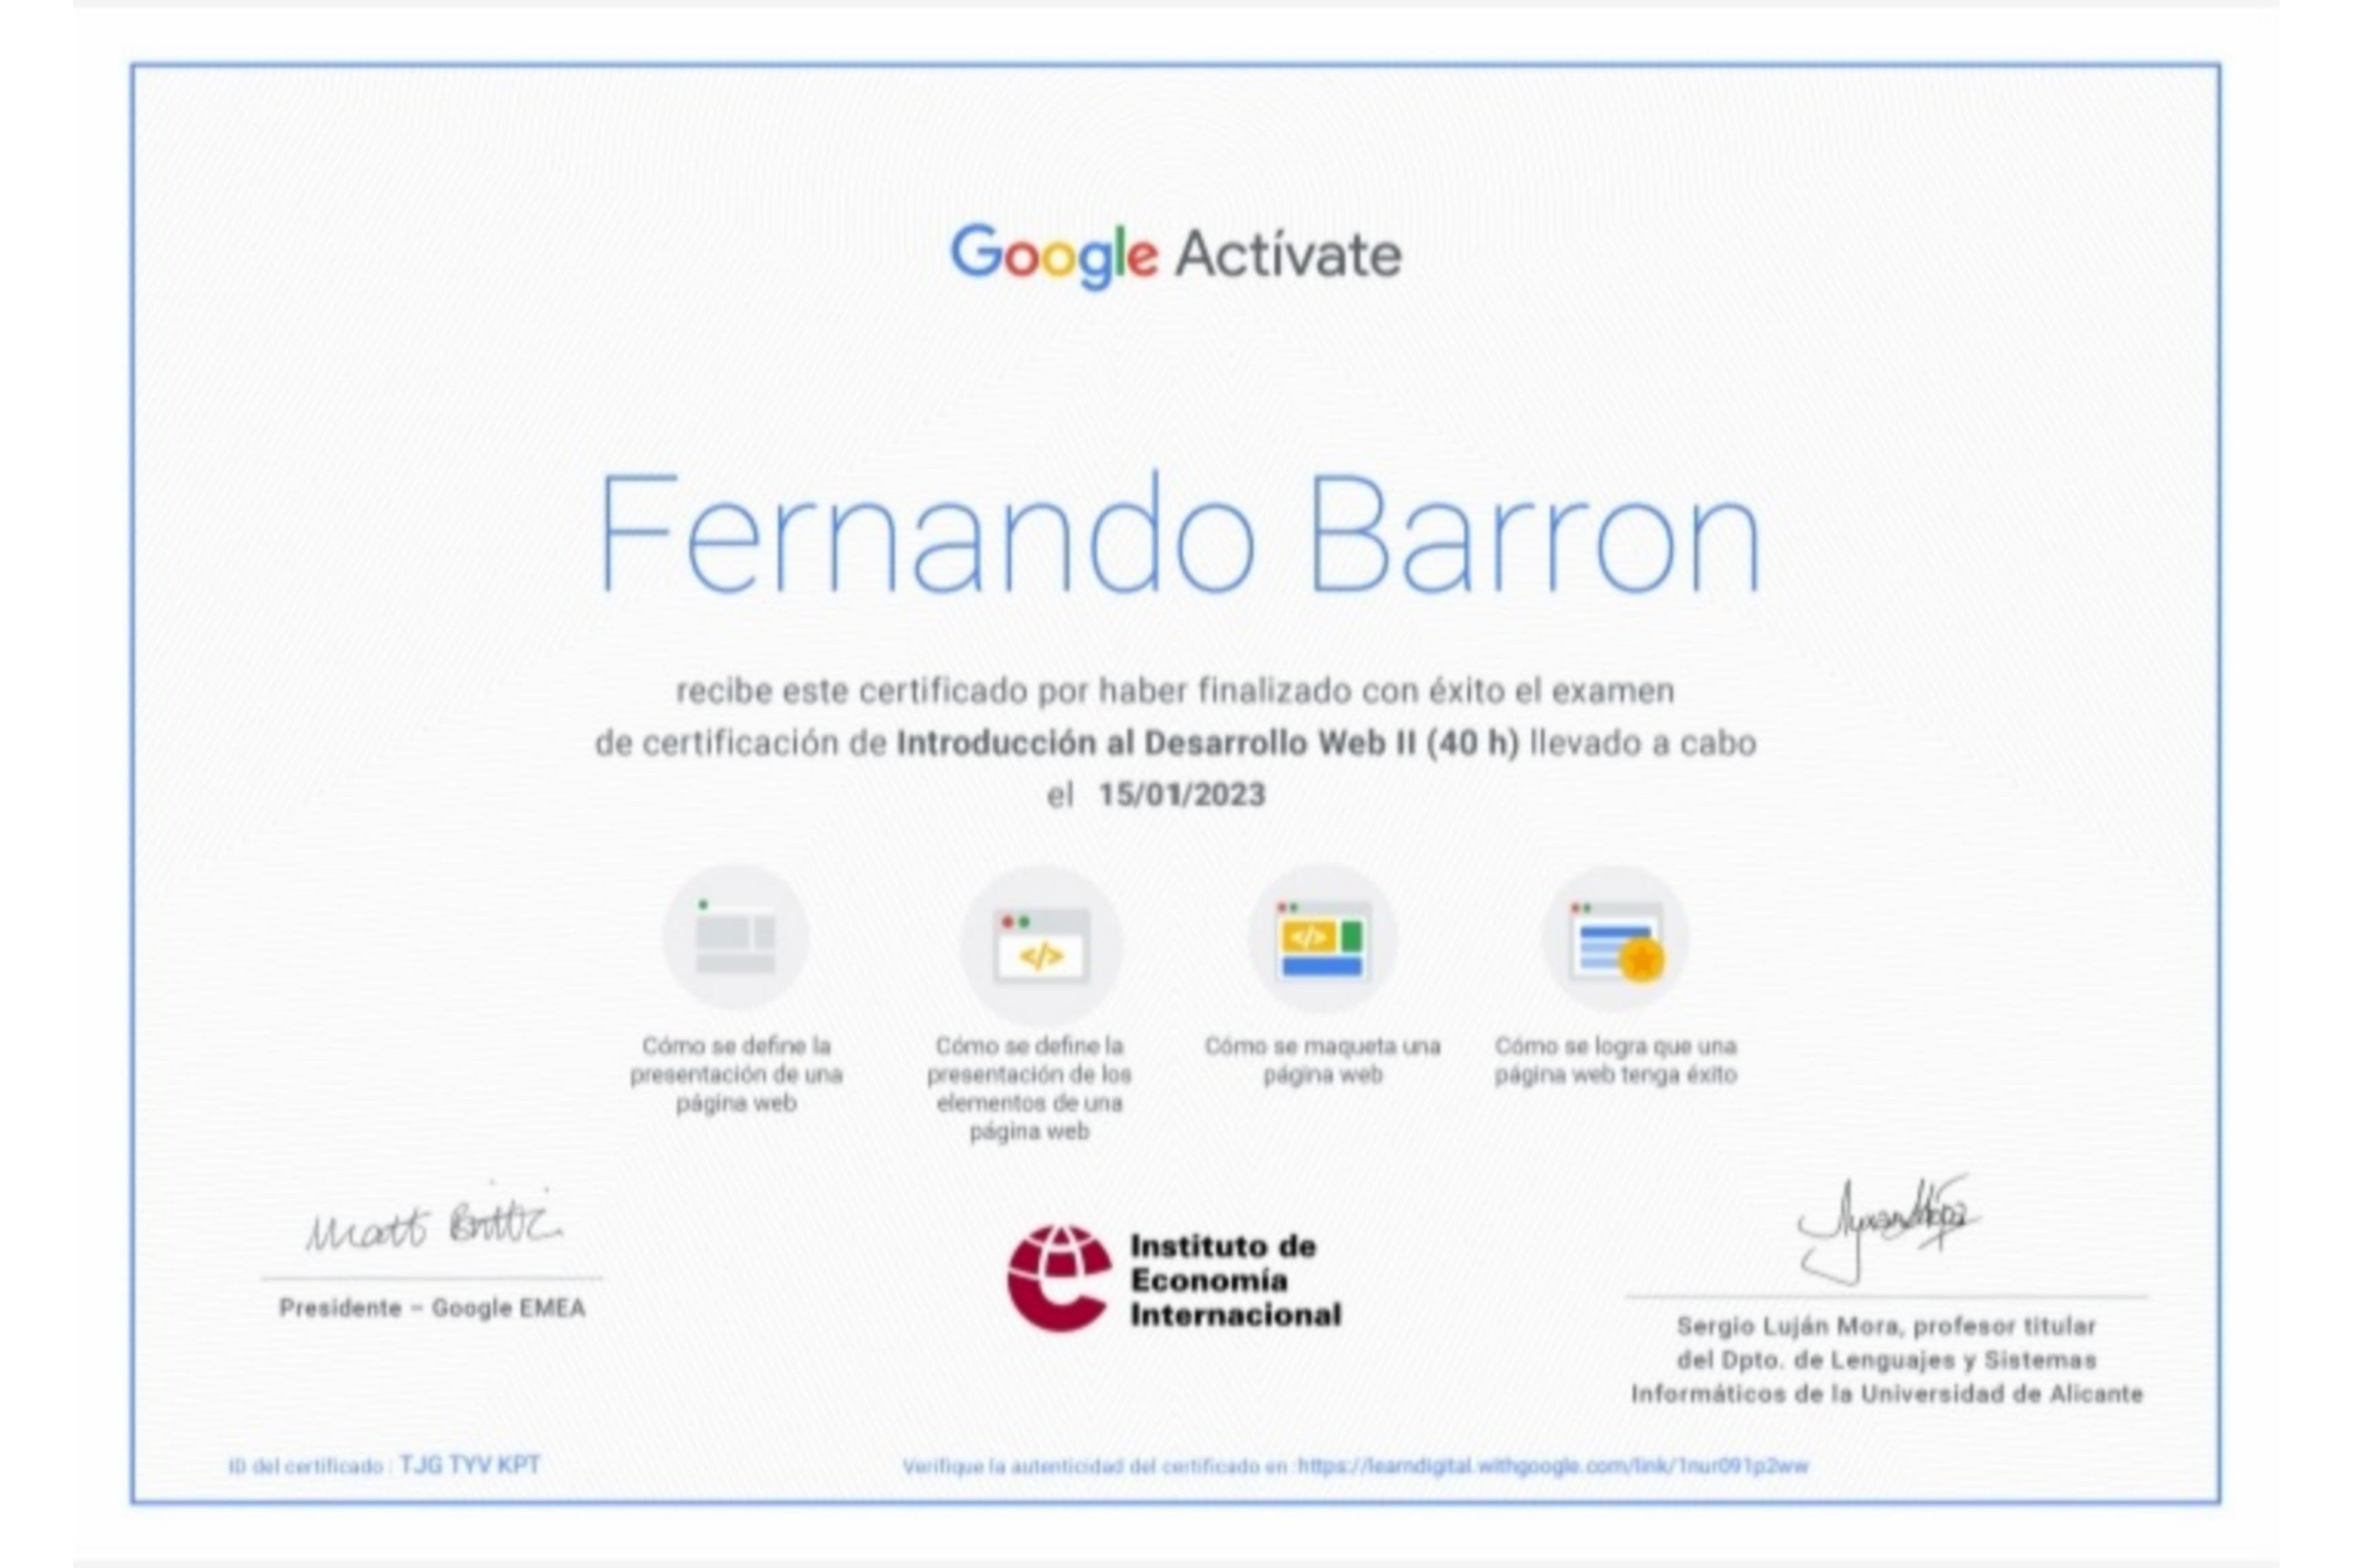 Google Actívate
Fernando Barron
recibe este certificado por haber finalizado con éxito el examen
de certificación de Introducción al Desarrollo Web II (40 h) llevado a cabo
el 15/01/2023
</>
</>
Cómo se define la
presentación de una
página web
Cómo se define la
presentación de los
elementos de una
página web
Cómo se maqueta una
página web
Cómo se logra que una
página web tenga éxito
Matt Brittin
Presidente – Google EMEA
Instituto de
Economía
Internacional
Sergio Luján Mora, profesor titular
del Dpto. de Lenguajes y Sistemas
Informáticos de la Universidad de Alicante
ID del certificado : TJG TYV KPT
Verifique la autenticidad del certificado en: https://learndigital.withgoogle.com/link/1nur091p2ww